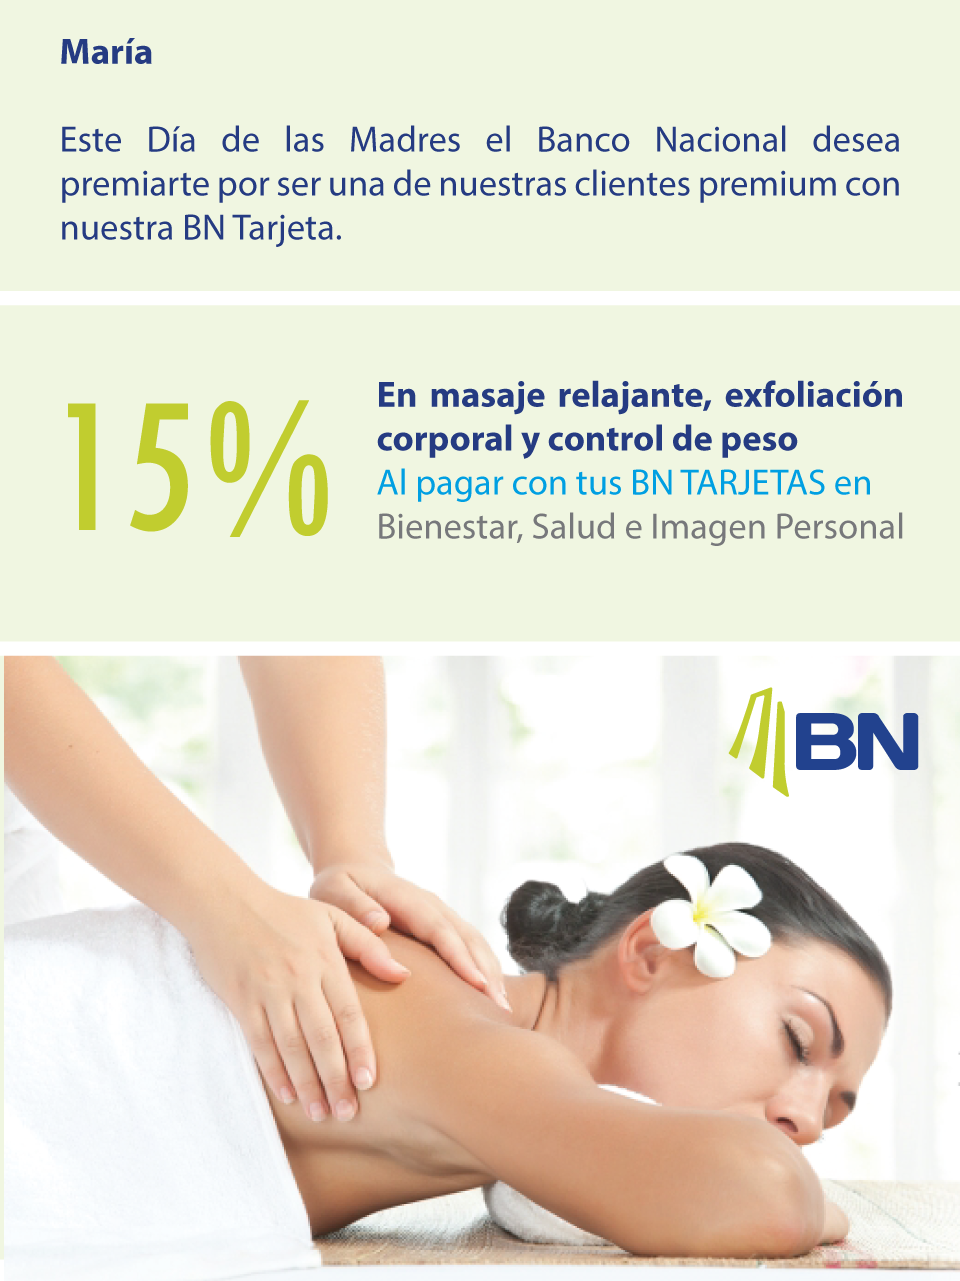 María
Este Día de las Madres el Banco Nacional desea
premiarte por ser una de nuestras clientes premium con
nuestra BN Tarjeta.
15%
En masaje relajante, exfoliación
corporal y control de peso
Al pagar con tus BN TARJETAS en
Bienestar, Salud e Imagen Personal
BN